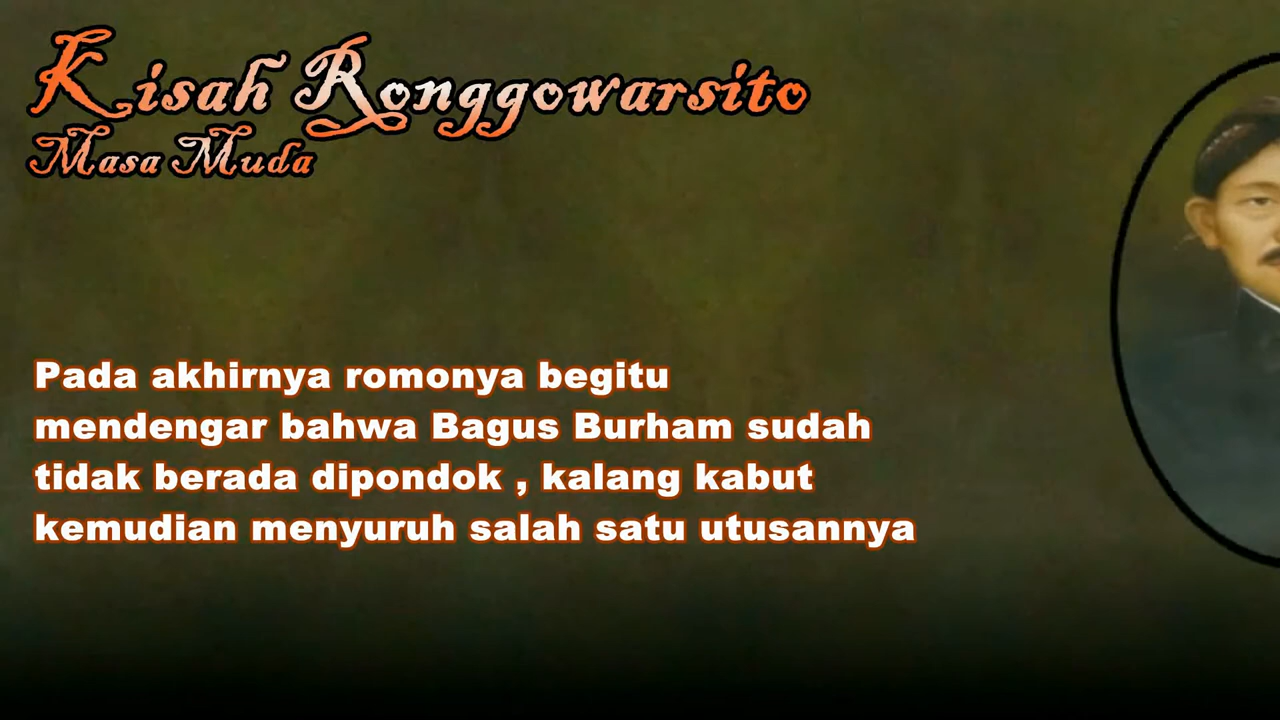 Kisah Ronggowarsito
Masa Muda
Pada akhirnya romonya begitu
mendengar bahwa Bagus Burham sudah
tidak berada dipondok , kalang kabut
kemudian menyuruh salah satu utusannya